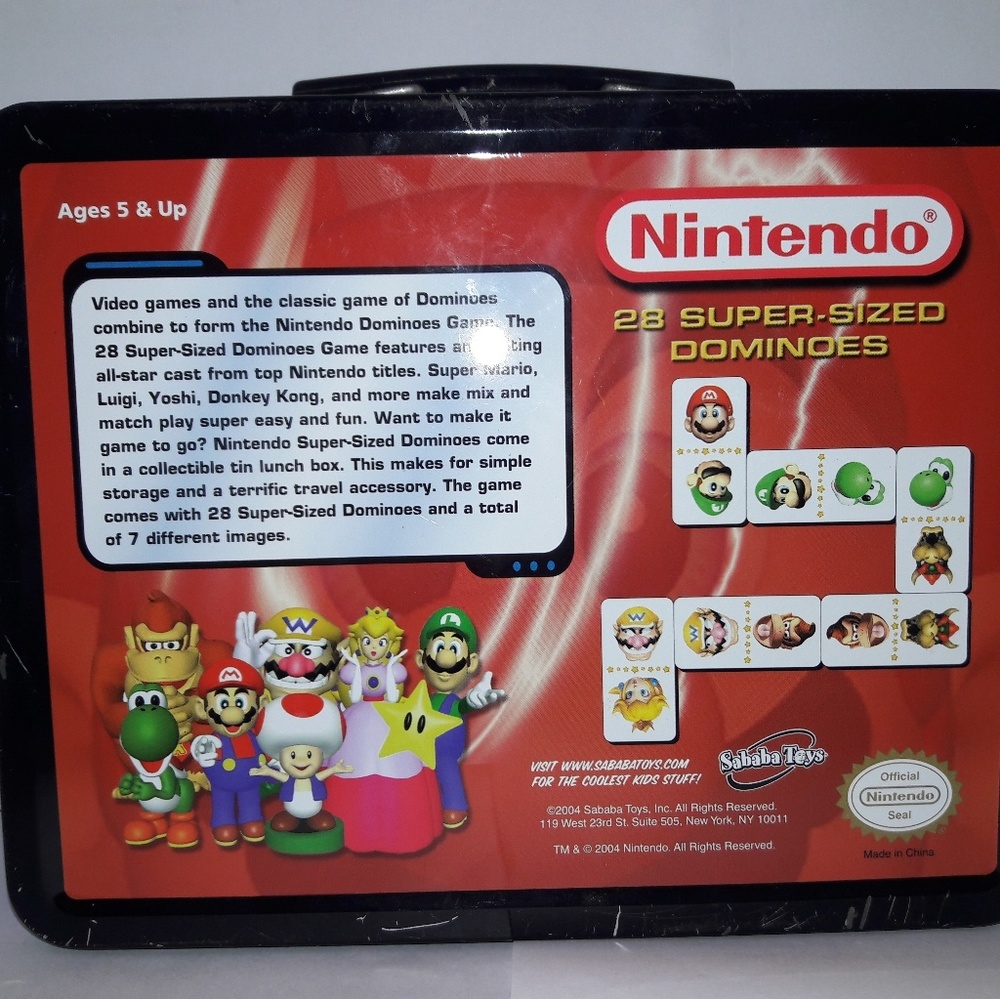 Ages 5 & Up
Nintendo®
28 SUPER-SIZED
DOMINOES
Video games and the classic game of Dominoes
combine to form the Nintendo Dominoes Game. The
28 Super-Sized Dominoes Game features
all-star cast from top Nintendo titles. Super Mario,
Luigi, Yoshi, Donkey Kong, and more make mix and
match play super easy and fun. Want to make it
game to go? Nintendo Super-Sized Dominoes come
in a collectible tin lunch box. This makes for simple
storage and a terrific travel accessory. The game
comes with 28 Super-Sized Dominoes and a total
of 7 different images.
M
W
L
VISIT WWW.SABABATOYS.COM
FOR THE COOLEST KIDS STUFF!
Sababa Toys
©2004 Sababa Toys, Inc. All Rights Reserved.
119 West 23rd St. Suite 505, New York, NY 10011
TM & © 2004 Nintendo. All Rights Reserved.
Official
Nintendo
Seal
Made in China